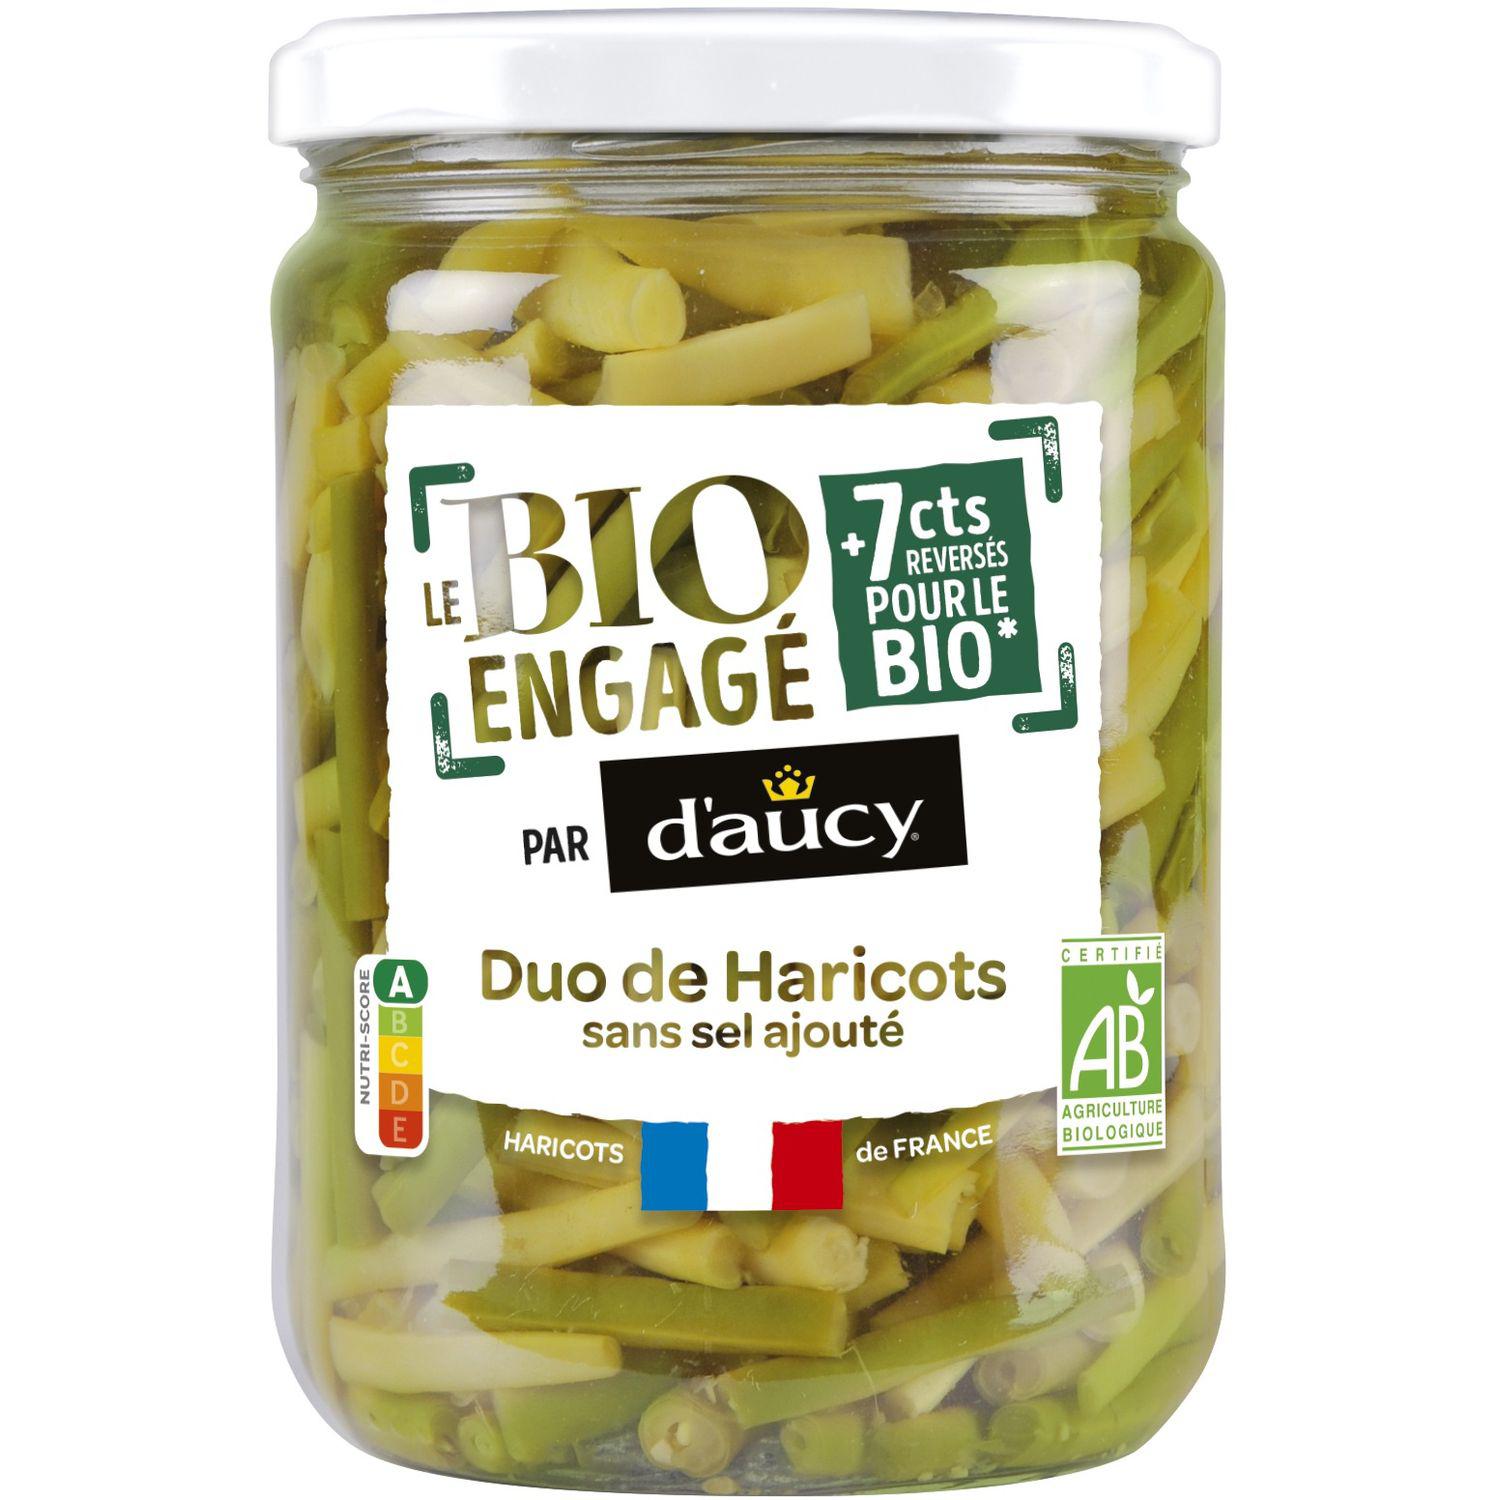 LE BIO
ENGAGÉ
+7cts
REVERSÉS
POUR LE
BIO*
PAR d'aucy®
Duo de Haricots
sans sel ajouté
NUTRI-SCORE
A
B
C
D
E
CERTIFIÉ
AB
AGRICULTURE
BIOLOGIQUE
HARICOTS de FRANCE